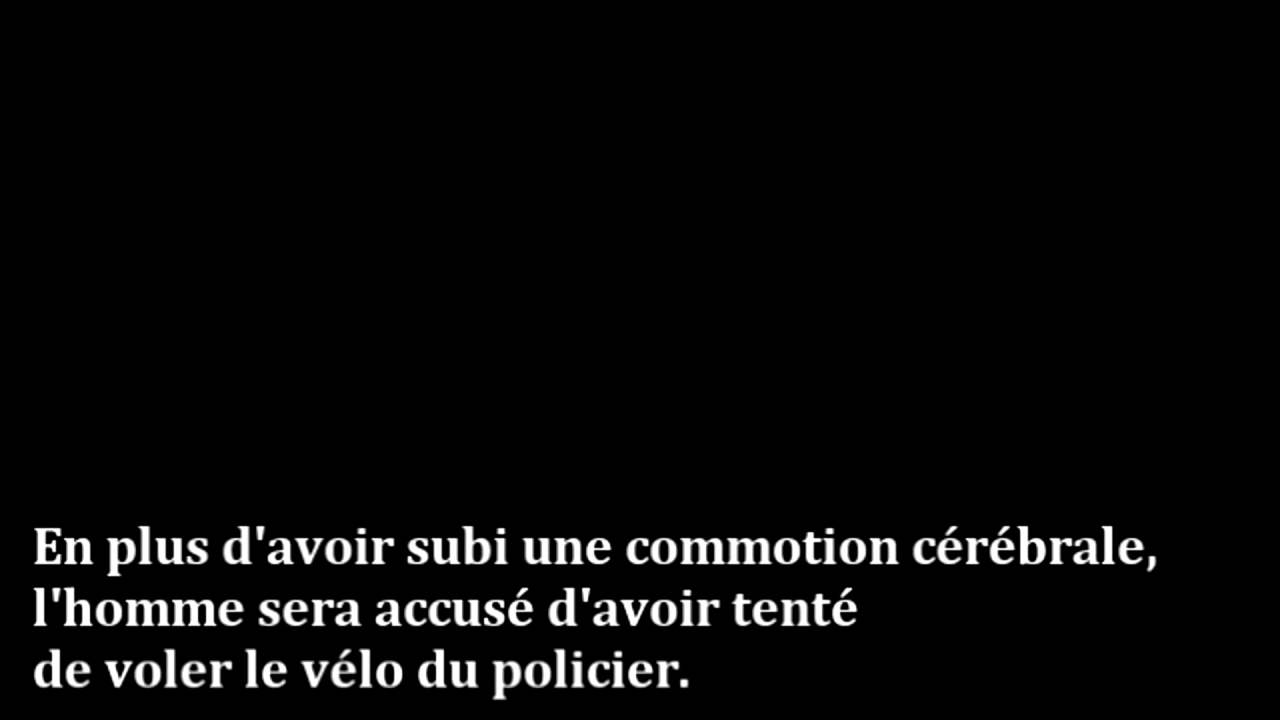 En plus d'avoir subi une commotion cérébrale,
l'homme sera accusé d'avoir tenté
de voler le vélo du policier.